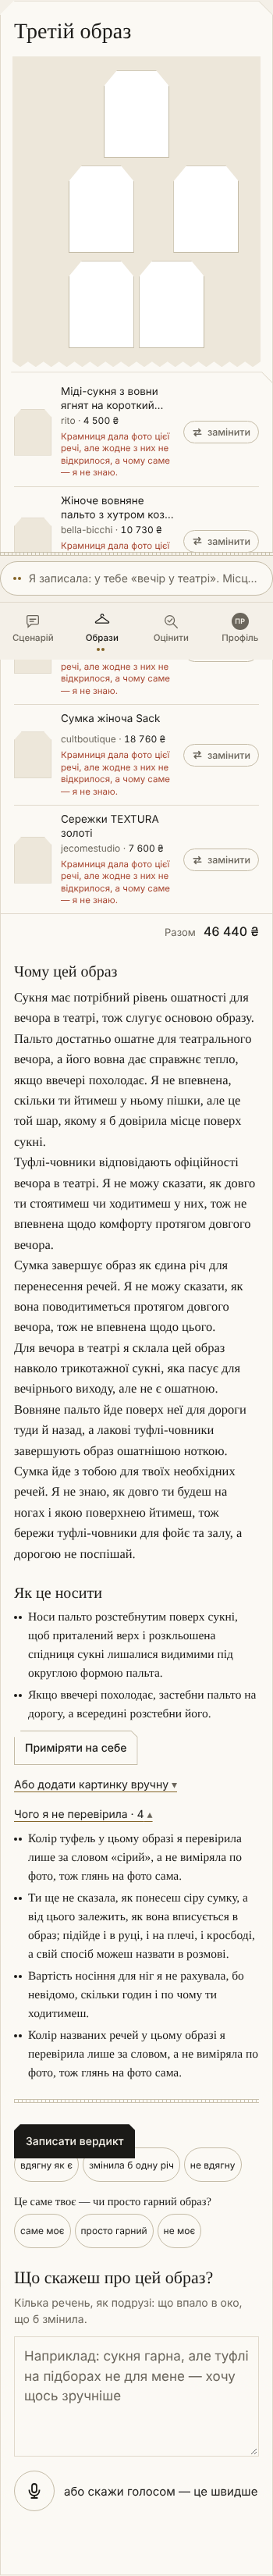 Третій образ
Міді-сукня з вовни
ягнят на короткий...
rito · 4 500 ₴
Крамниця дала фото цієї
речі, але жодне з них не
відкрилося, а чому саме
— я не знаю.
замінити
Жіноче вовняне
пальто з хутром коз...
bella-bicchi · 10 730 ₴
Крамниця дала фото цієї
замінити
Я записала: у тебе «вечір у театрі». Місц...
Сценарій
Образи
Оцінити
ПР
Профіль
речі, але жодне з них не
відкрилося, а чому саме
— я не знаю.
Сумка жіноча Sack
cultboutique · 18 760 ₴
Крамниця дала фото цієї
речі, але жодне з них не
відкрилося, а чому саме
— я не знаю.
замінити
Сережки TEXTURA
золоті
jecomestudio · 7 600 ₴
Крамниця дала фото цієї
речі, але жодне з них не
відкрилося, а чому саме
— я не знаю.
замінити
Разом 46 440 ₴
Чому цей образ
Сукня має потрібний рівень ошатності для
вечора в театрі, тож слугує основою образу.
Пальто достатньо ошатне для театрального
вечора, а його вовна дає справжнє тепло,
якщо ввечері похолодає. Я не впевнена,
скільки ти йтимеш у ньому пішки, але це
той шар, якому я б довірила місце поверх
сукні.
Туфлі-човники відповідають офіційності
вечора в театрі. Я не можу сказати, як довго
ти стоятимеш чи ходитимеш у них, тож не
впевнена щодо комфорту протягом довгого
вечора.
Сумка завершує образ як єдина річ для
перенесення речей. Я не можу сказати, як
вона поводитиметься протягом довгого
вечора, тож не впевнена щодо цього.
Для вечора в театрі я склала цей образ
навколо трикотажної сукні, яка пасує для
вечірнього виходу, але не є ошатною.
Вовняне пальто йде поверх неї для дороги
туди й назад, а лакові туфлі-човники
завершують образ ошатнішою ноткою.
Сумка йде з тобою для твоїх необхідних
речей. Я не знаю, як довго ти будеш на
ногах і якою поверхнею йтимеш, тож
бережи туфлі-човники для фойє та залу, а
дорогою не поспішай.
Як це носити
Носи пальто розстебнутим поверх сукні,
щоб приталений верх і розкльошена
спідниця сукні лишалися видимими під
округлою формою пальта.
Якщо ввечері похолодає, застебни пальто на
дорогу, а всередині розстебни його.
Приміряти на себе
Або додати картинку вручну ▾
Чого я не перевірила · 4 ▴
Колір туфель у цьому образі я перевірила
лише за словом «сірий», а не виміряла по
фото, тож глянь на фото сама.
Ти ще не сказала, як понесеш сіру сумку, а
від цього залежить, як вона вписується в
образ; підійде і в руці, і на плечі, і кросбоді,
а свій спосіб можеш назвати в розмові.
Вартість носіння для ніг я не рахувала, бо
невідомо, скільки годин і по чому ти
ходитимеш.
Колір названих речей у цьому образі я
перевірила лише за словом, а не виміряла по
фото, тож глянь на фото сама.
Записати вердикт
вдягну як є
змінила б одну річ
не вдягну
Це саме твоє — чи просто гарний образ?
саме моє
просто гарний
не моє
Що скажеш про цей образ?
Кілька речень, як подрузі: що впало в око,
що б змінила.
Наприклад: сукня гарна, але туфлі
на підборах не для мене — хочу
щось зручніше
або скажи голосом — це швидше